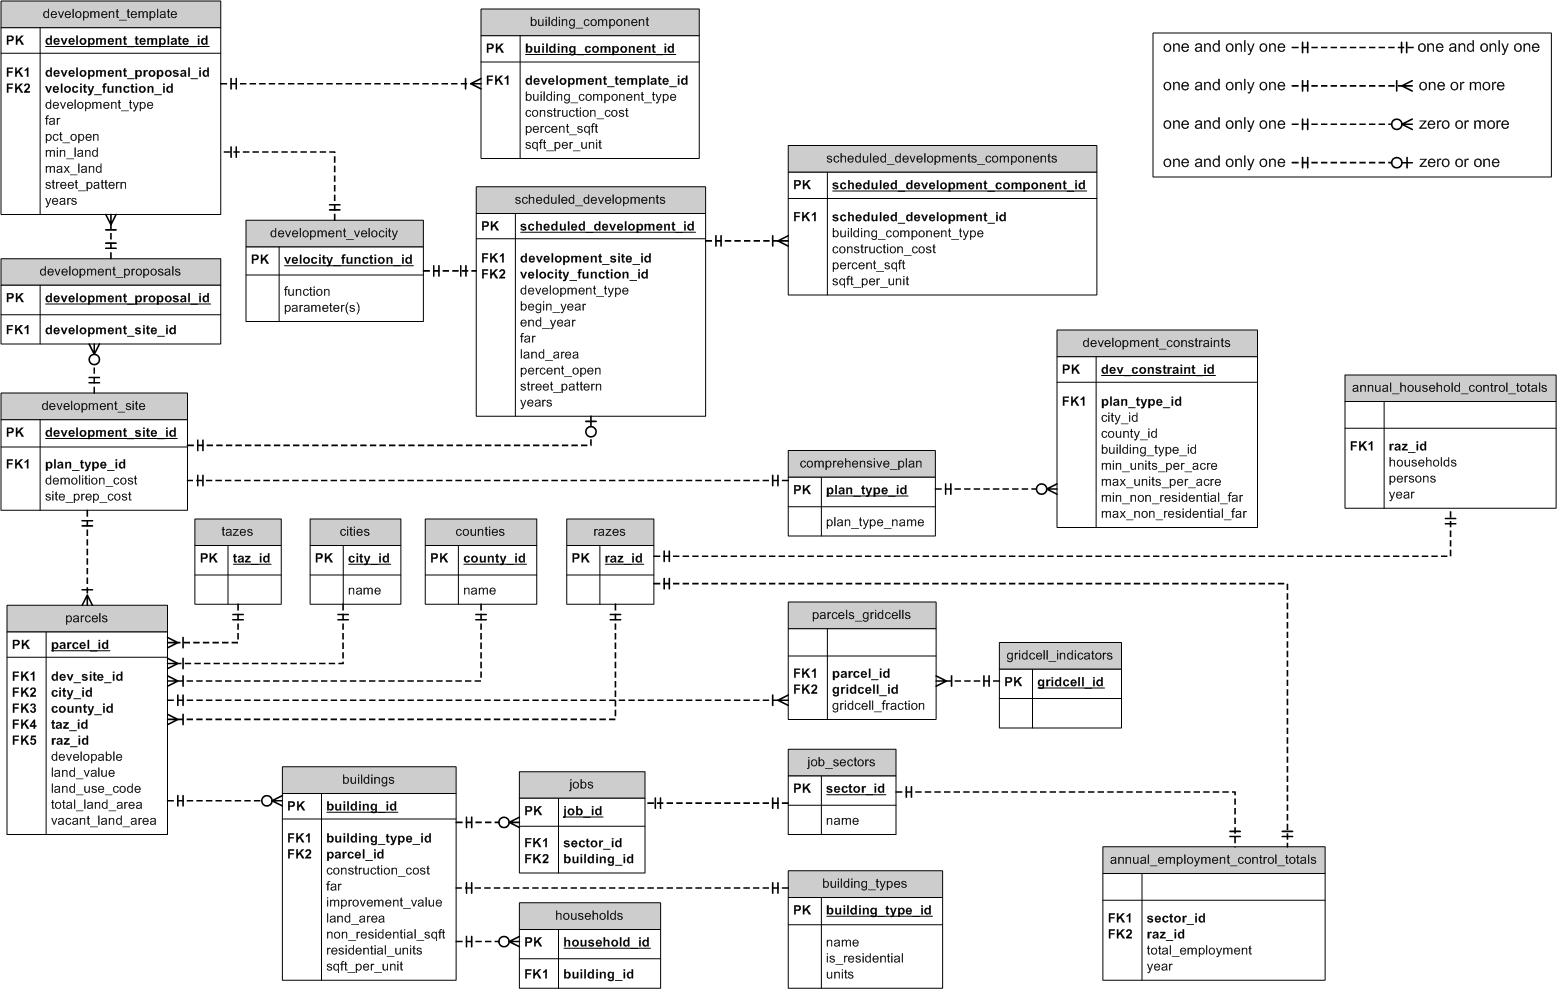 development_template
PK development_template_id
FK1 development_proposal_id
FK2 velocity_function_id
development_type
far
pct_open
min_land
max_land
street_pattern
years
building_component
PK building_component_id
FK1 development_template_id
building_component_type
construction_cost
percent_sqft
sqft_per_unit
one and only one one and only one
one and only one one or more
one and only one zero or more
one and only one zero or one
scheduled_developments_components
PK scheduled_development_component_id
FK1 scheduled_development_id
building_component_type
construction_cost
percent_sqft
sqft_per_unit
development_velocity
PK velocity_function_id
function
parameter(s)
scheduled_developments
PK scheduled_development_id
FK1 development_site_id
FK2 velocity_function_id
development_type
begin_year
end_year
far
land_area
percent_open
street_pattern
years
development_proposals
PK development_proposal_id
FK1 development_site_id
development_site
PK development_site_id
FK1 plan_type_id
demolition_cost
site_prep_cost
comprehensive_plan
PK plan_type_id
plan_type_name
development_constraints
PK dev_constraint_id
FK1 plan_type_id
city_id
county_id
building_type_id
min_units_per_acre
max_units_per_acre
min_non_residential_far
max_non_residential_far
annual_household_control_totals
FK1 raz_id
households
persons
year
tazes
PK taz_id
cities
PK city_id
name
counties
PK county_id
name
razes
PK raz_id
parcels
PK parcel_id
FK1 dev_site_id
FK2 city_id
FK3 county_id
FK4 taz_id
FK5 raz_id
developable
land_value
land_use_code
total_land_area
vacant_land_area
parcels_gridcells
FK1 parcel_id
FK2 gridcell_id
gridcell_fraction
gridcell_indicators
PK gridcell_id
buildings
PK building_id
FK1 building_type_id
FK2 parcel_id
construction_cost
far
improvement_value
land_area
non_residential_sqft
residential_units
sqft_per_unit
jobs
PK job_id
FK1 sector_id
FK2 building_id
job_sectors
PK sector_id
name
households
PK household_id
FK1 building_id
building_types
PK building_type_id
name
is_residential
units
annual_employment_control_totals
FK1 sector_id
FK2 raz_id
total_employment
year